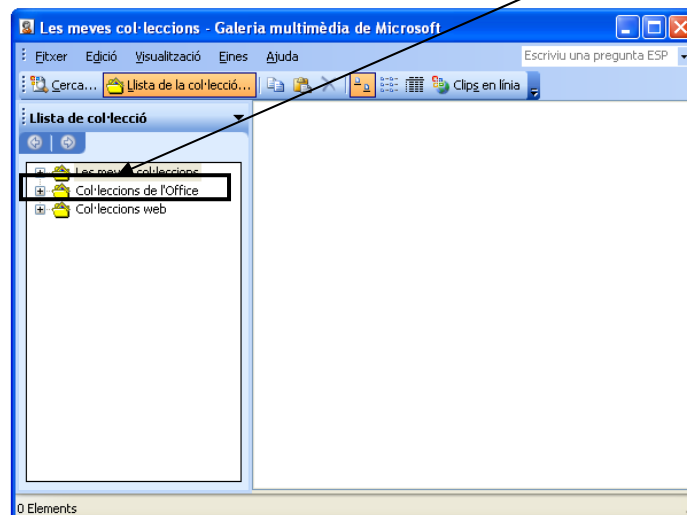 Les meves col·leccions - Galeria multimèdia de Microsoft
Fitxer Edició Visualització Eines Ajuda Escriviu una pregunta ESP
Cerca... Llista de la col·lecció... Clips en línia
Llista de col·lecció
Les meves col·leccions
Col·leccions de l'Office
Col·leccions web
0 Elements